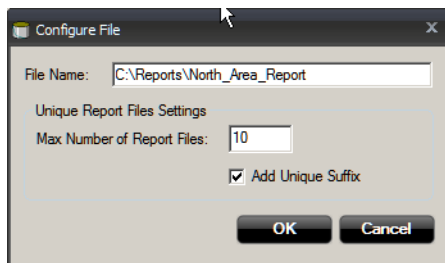 Configure File
x
File Name: C:\Reports\North_Area_Report
Unique Report Files Settings
Max Number of Report Files: 10
Add Unique Suffix
OK Cancel